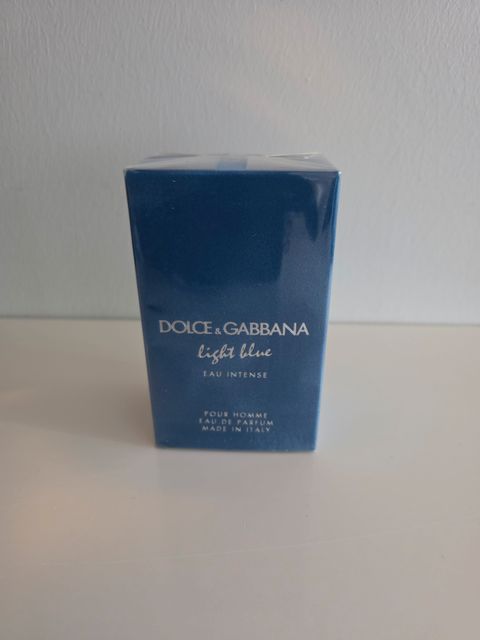 DOLCE & GABBANA
light blue
EAU INTENSE
POUR HOMME
EAU DE PARFUM
MADE IN ITALY